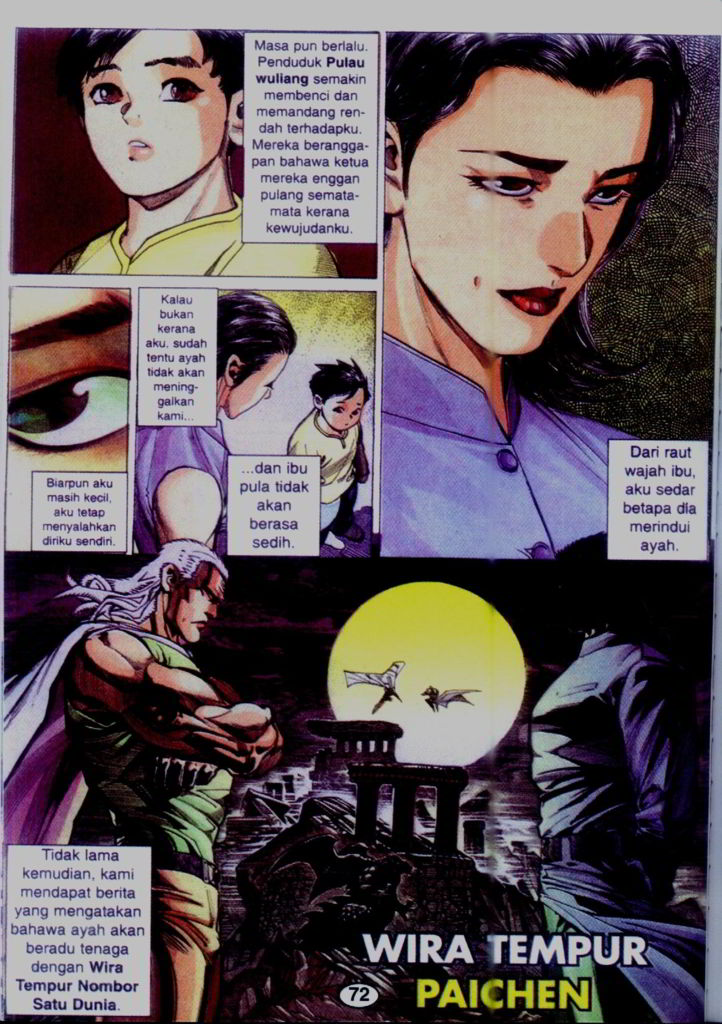 Masa pun berlalu.
Penduduk Pulau
wuliang semakin
membenci dan
memandang ren-
dah terhadapku.
Mereka berangga-
pan bahawa ketua
mereka enggan
pulang semata-
mata kerana
kewujudanku.
Dari raut
wajah ibu,
aku sedar
betapa dia
merindui
ayah.
Kalau
bukan
kerana
aku, sudah
tentu ayah
tidak akan
mening-
galkan
kami...
Biarpun aku
masih kecil,
aku tetap
menyalahkan
diriku sendiri.
...dan ibu
pula tidak
akan
berasa
sedih.
Tidak lama
kemudian, kami
mendapat berita
yang mengatakan
bahawa ayah akan
beradu tenaga
dengan Wira
Tempur Nombor
Satu Dunia.
WIRA TEMPUR
PAICHEN
72